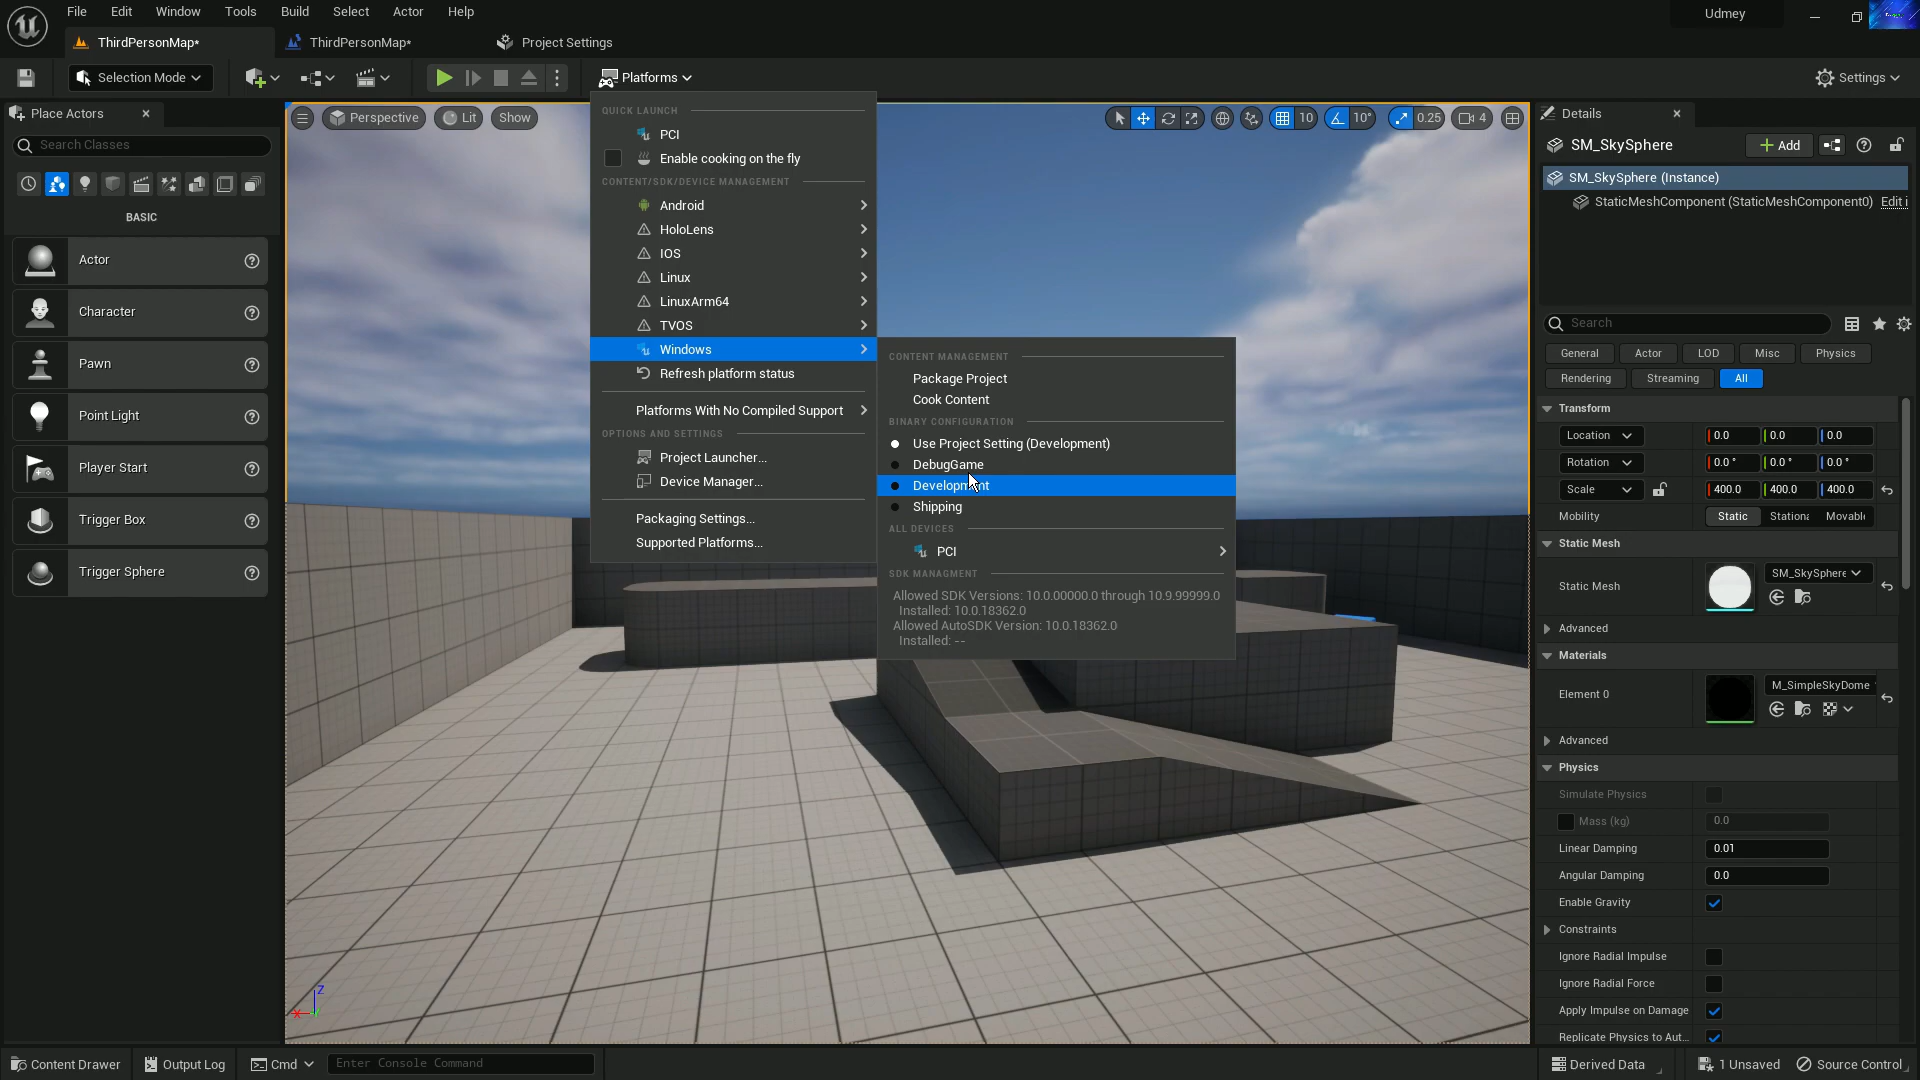 File Edit Window Tools Build Select Actor Help
Udmey
ThirdPersonMap*
ThirdPersonMap*
Project Settings
Selection Mode
Platforms
Settings
Place Actors
Search Classes
BASIC
Actor
Character
Pawn
Point Light
Player Start
Trigger Box
Trigger Sphere
Perspective
Lit
Show
10
10°
0.25
4
QUICK LAUNCH
PCI
Enable cooking on the fly
CONTENT/SDK/DEVICE MANAGEMENT
Android
HoloLens
IOS
Linux
LinuxArm64
TVOS
Windows
Refresh platform status
Platforms With No Compiled Support
OPTIONS AND SETTINGS
Project Launcher...
Device Manager...
Packaging Settings...
Supported Platforms...
CONTENT MANAGEMENT
Package Project
Cook Content
BINARY CONFIGURATION
Use Project Setting (Development)
DebugGame
Development
Shipping
ALL DEVICES
PCI
SDK MANAGMENT
Allowed SDK Versions: 10.0.00000.0 through 10.9.99999.0
Installed: 10.0.18362.0
Allowed AutoSDK Version: 10.0.18362.0
Installed: --
Z
X
Details
SM_SkySphere
Add
SM_SkySphere (Instance)
StaticMeshComponent (StaticMeshComponent0) Edit i
Search
General Actor LOD Misc Physics
Rendering Streaming All
Transform
Location 0.0 0.0 0.0
Rotation 0.0 ° 0.0 ° 0.0 °
Scale 400.0 400.0 400.0
Mobility Static Stationa Movable
Static Mesh
Static Mesh SM_SkySphere
Advanced
Materials
Element 0 M_SimpleSkyDome
Advanced
Physics
Simulate Physics
Mass (kg) 0.0
Linear Damping 0.01
Angular Damping 0.0
Enable Gravity
Constraints
Ignore Radial Impulse
Ignore Radial Force
Apply Impulse on Damage
Replicate Physics to Aut...
Content Drawer
Output Log
Cmd
Enter Console Command
Derived Data
1 Unsaved
Source Control